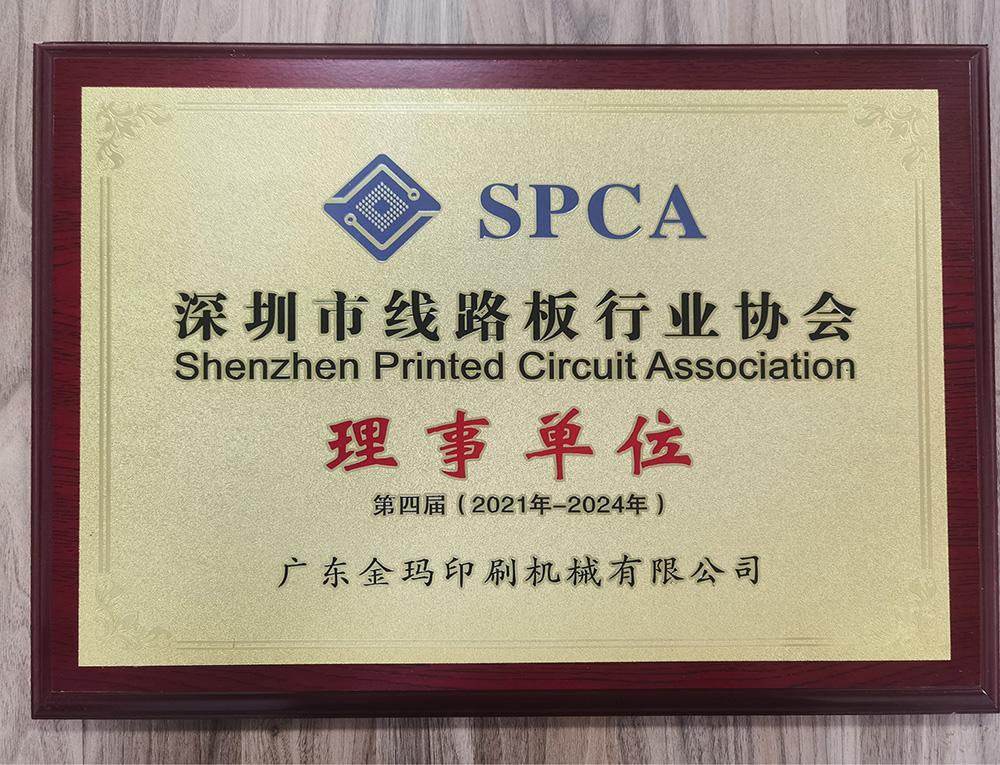 SPCA
深圳市线路板行业协会
Shenzhen Printed Circuit Association
理事单位
第四届（2021年-2024年）
广东金玛印刷机械有限公司